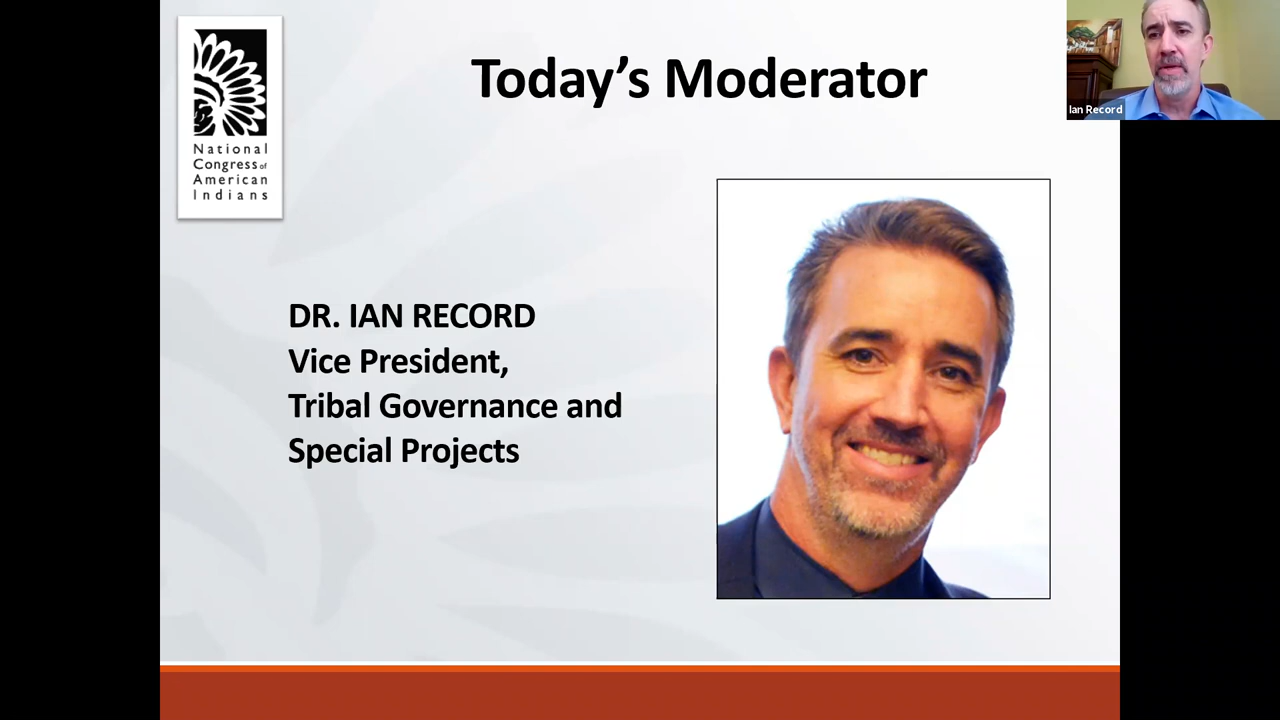 Today's Moderator
Ian Record
National
Congress of
American
Indians
DR. IAN RECORD
Vice President,
Tribal Governance and
Special Projects